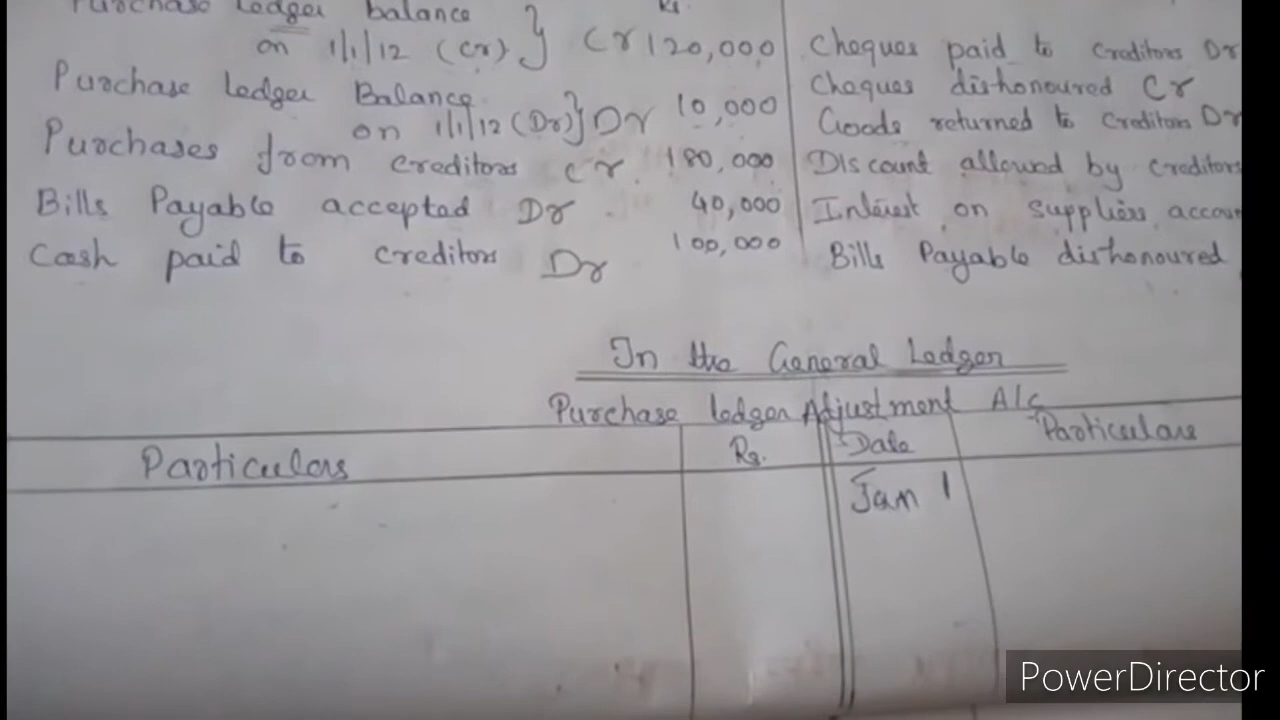 Purchase Ledger balance Rs
on 1/1/12 (Cr) } Cr 120,000
Purchase Ledger Balance
on 1/1/12 (Dr) } Dr 10,000
Purchases from creditors Cr. 180,000
Bills Payable accepted Dr 40,000
Cash paid to creditors Dr 100,000
Cheques paid to creditors Dr
Cheques dishonoured Cr
Goods returned to creditors Dr
Discount allowed by creditors
Interest on suppliers accou
Bills Payable dishonoured
In the General Ledger
Purchase ledger Adjustment A/c
Particulars Rs. Date Particulars
Jan 1
PowerDirector